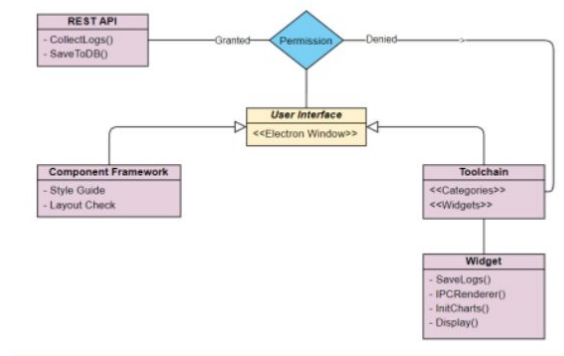 REST API
- CollectLogs()
- SaveToDB()
Granted
Permission
Denied
User Interface
<<Electron Window>>
Component Framework
- Style Guide
- Layout Check
Toolchain
<<Categories>>
<<Widgets>>
Widget
- SaveLogs()
- IPCRenderer()
- InitCharts()
- Display()